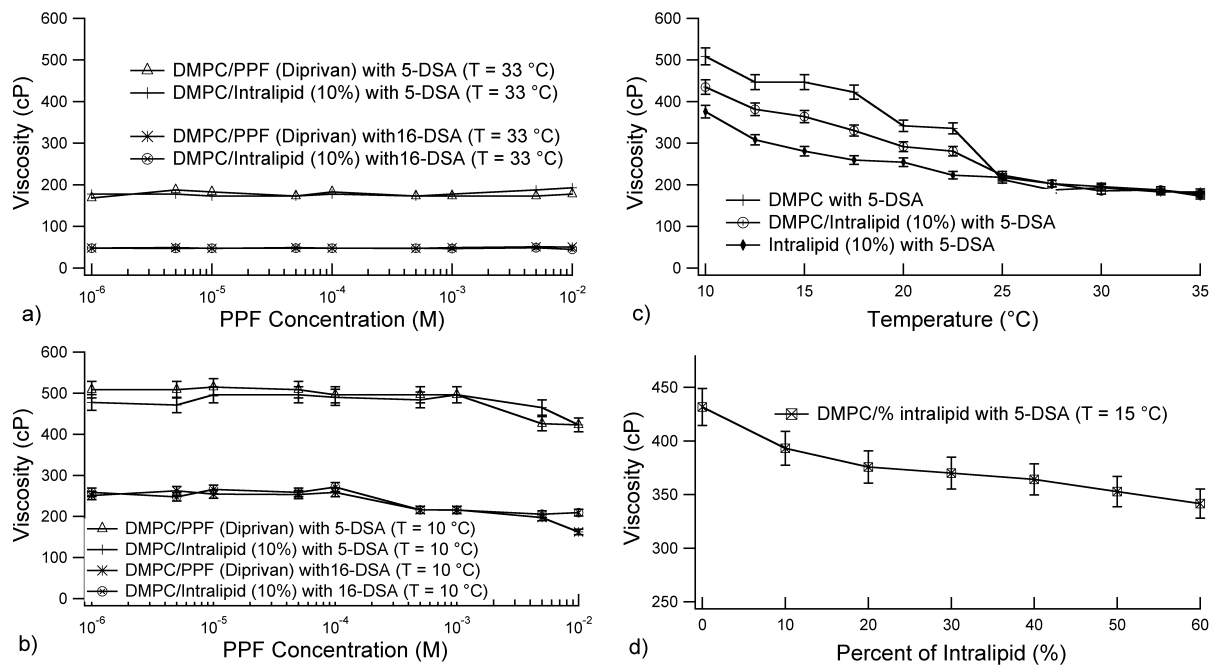 600
500
400
300
200
100
0
Viscosity (cP)
DMPC/PPF (Diprivan) with 5-DSA (T = 33 °C)
DMPC/Intralipid (10%) with 5-DSA (T = 33 °C)
DMPC/PPF (Diprivan) with16-DSA (T = 33 °C)
DMPC/Intralipid (10%) with16-DSA (T = 33 °C)
10^-6 10^-5 10^-4 10^-3 10^-2
a) PPF Concentration (M)
600
500
400
300
200
100
0
Viscosity (cP)
DMPC with 5-DSA
DMPC/Intralipid (10%) with 5-DSA
Intralipid (10%) with 5-DSA
10 15 20 25 30 35
c) Temperature (°C)
600
500
400
300
200
100
0
Viscosity (cP)
DMPC/PPF (Diprivan) with 5-DSA (T = 10 °C)
DMPC/Intralipid (10%) with 5-DSA (T = 10 °C)
DMPC/PPF (Diprivan) with16-DSA (T = 10 °C)
DMPC/Intralipid (10%) with 16-DSA (T = 10 °C)
10^-6 10^-5 10^-4 10^-3 10^-2
b) PPF Concentration (M)
450
400
350
300
250
Viscosity (cP)
DMPC/% intralipid with 5-DSA (T = 15 °C)
0 10 20 30 40 50 60
d) Percent of Intralipid (%)